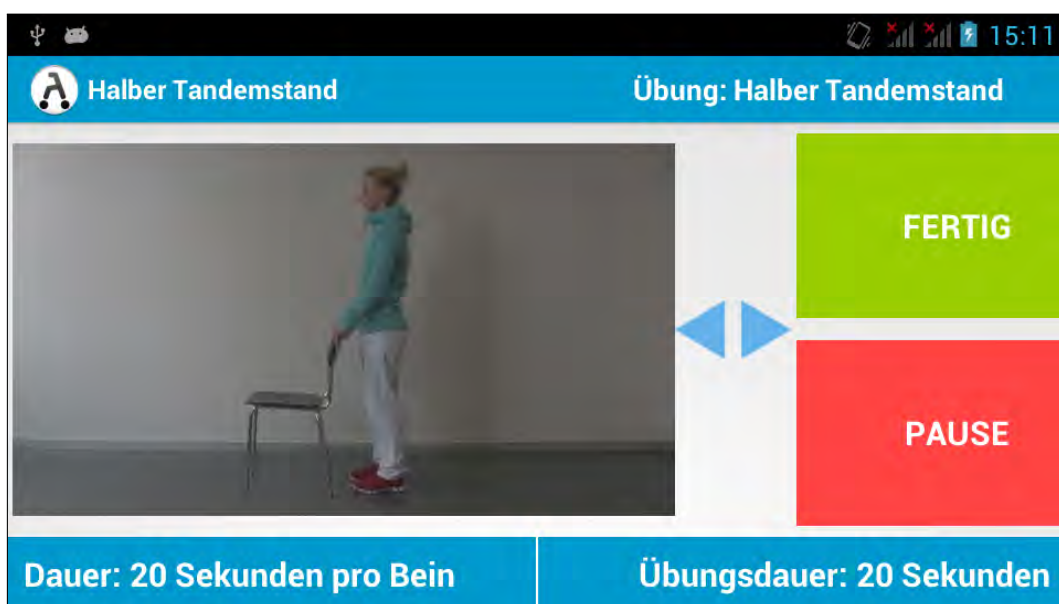 15:11
Halber Tandemstand
Übung: Halber Tandemstand
FERTIG
PAUSE
Dauer: 20 Sekunden pro Bein
Übungsdauer: 20 Sekunden